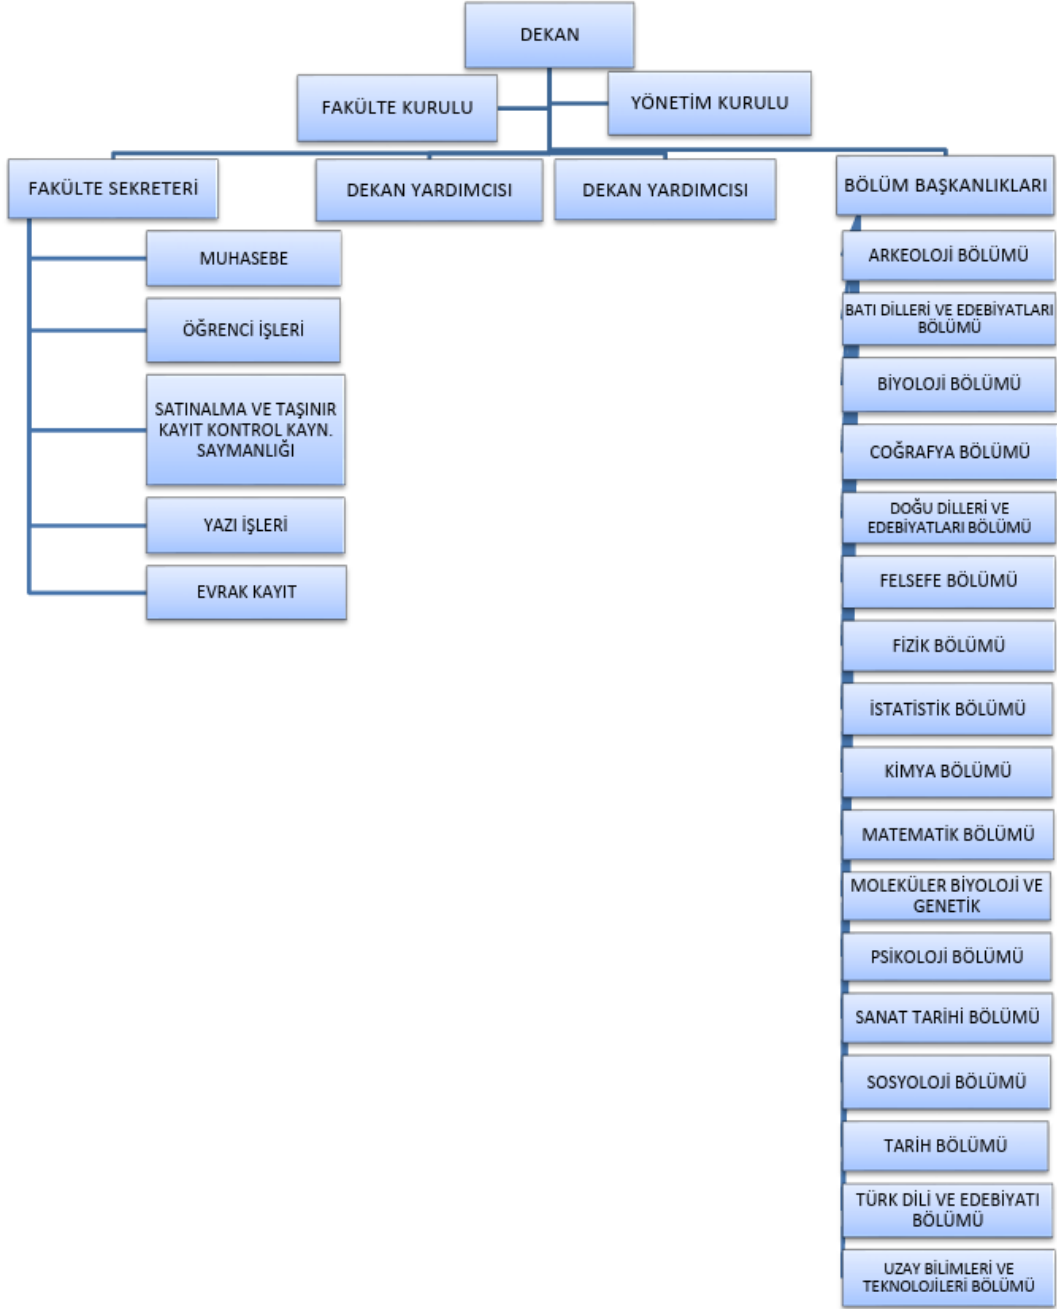 DEKAN
FAKÜLTE KURULU
YÖNETİM KURULU
FAKÜLTE SEKRETERİ
DEKAN YARDIMCISI
DEKAN YARDIMCISI
BÖLÜM BAŞKANLIKLARI
MUHASEBE
ÖĞRENCİ İŞLERİ
SATINALMA VE TAŞINIR
KAYIT KONTROL KAYN.
SAYMANLIĞI
YAZI İŞLERİ
EVRAK KAYIT
ARKEOLOJİ BÖLÜMÜ
BATI DİLLERİ VE EDEBİYATLARI
BÖLÜMÜ
BİYOLOJİ BÖLÜMÜ
COĞRAFYA BÖLÜMÜ
DOĞU DİLLERİ VE
EDEBİYATLARI BÖLÜMÜ
FELSEFE BÖLÜMÜ
FİZİK BÖLÜMÜ
İSTATİSTİK BÖLÜMÜ
KİMYA BÖLÜMÜ
MATEMATİK BÖLÜMÜ
MOLEKÜLER BİYOLOJİ VE
GENETİK
PSİKOLOJİ BÖLÜMÜ
SANAT TARİHİ BÖLÜMÜ
SOSYOLOJİ BÖLÜMÜ
TARİH BÖLÜMÜ
TÜRK DİLİ VE EDEBİYATI
BÖLÜMÜ
UZAY BİLİMLERİ VE
TEKNOLOJİLERİ BÖLÜMÜ